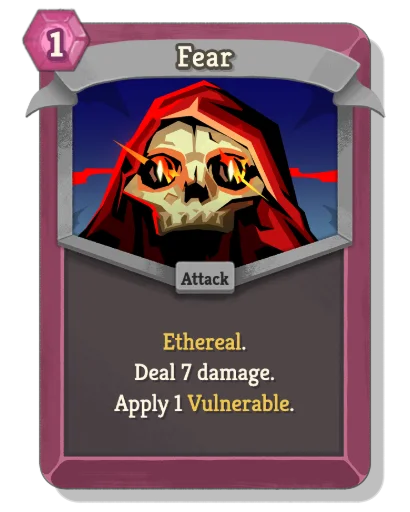 1
Fear
Attack
Ethereal.
Deal 7 damage.
Apply 1 Vulnerable.